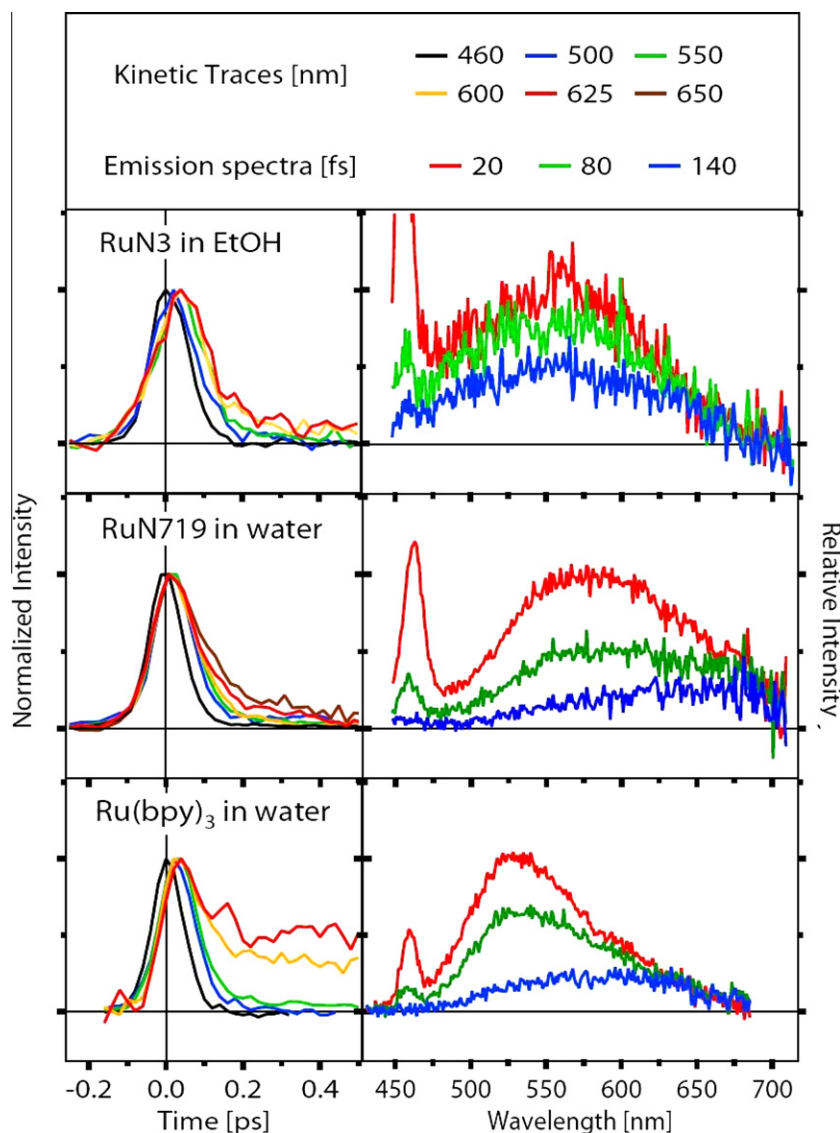 Kinetic Traces [nm]
460 500 550
600 625 650
Emission spectra [fs]
20 80 140
RuN3 in EtOH
RuN719 in water
Ru(bpy)3 in water
Normalized Intensity
Relative Intensity,
-0.2 0.0 0.2 0.4
450 500 550 600 650 700
Time [ps]
Wavelength [nm]